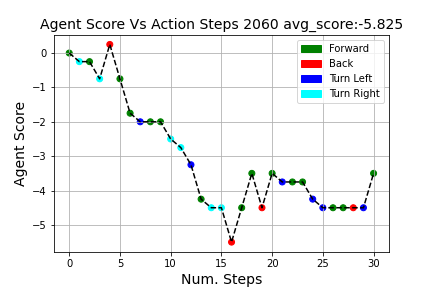 Agent Score Vs Action Steps 2060 avg_score:-5.825
Forward
Back
Turn Left
Turn Right
Agent Score
0
−1
−2
−3
−4
−5
0 5 10 15 20 25 30
Num. Steps